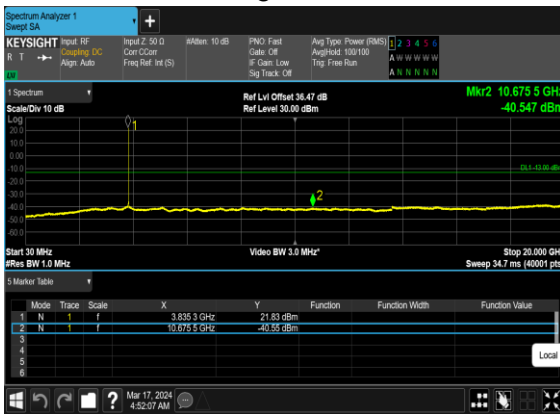 Spectrum Analyzer 1
Swept SA
+
KEYSIGHT
R T
LV
Input: RF
Coupling: DC
Align: Auto
Input Z: 50 Ω
Corr CCorr
Freq Ref: Int (S)
#Atten: 10 dB
PNO: Fast
Gate: Off
IF Gain: Low
Sig Track: Off
Avg Type: Power (RMS)
Avg|Hold: 100/100
Trig: Free Run
1 2 3 4 5 6
A W W W W W
A N N N N N
1 Spectrum
Scale/Div 10 dB
Ref Lvl Offset 36.47 dB
Ref Level 30.00 dBm
Mkr2 10.675 5 GHz
-40.547 dBm
Log
20.0
10.0
0.00
-10.0
-20.0
-30.0
-40.0
-50.0
-60.0
1
2
DL1 -13.00 dBm
Start 30 MHz
#Res BW 1.0 MHz
Video BW 3.0 MHz*
Stop 20.000 GH
Sweep 34.7 ms (40001 pts
5 Marker Table
Mode Trace Scale X Y Function Function Width Function Value
1 N 1 f 3.835 3 GHz 21.83 dBm
2 N 1 f 10.675 5 GHz -40.55 dBm
3
4
5
6
Local
?
Mar 17, 2024
4:52:07 AM